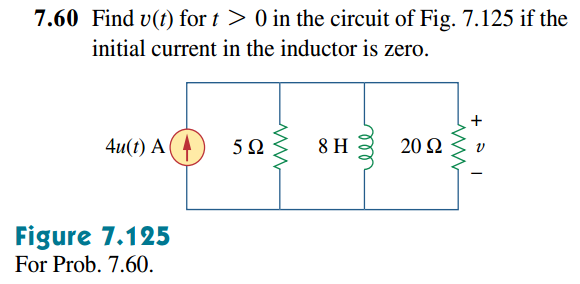 7.60 Find v(t) for t > 0 in the circuit of Fig. 7.125 if the
initial current in the inductor is zero.
4u(t) A
5 Ω
8 H
20 Ω
+
v
−
Figure 7.125
For Prob. 7.60.